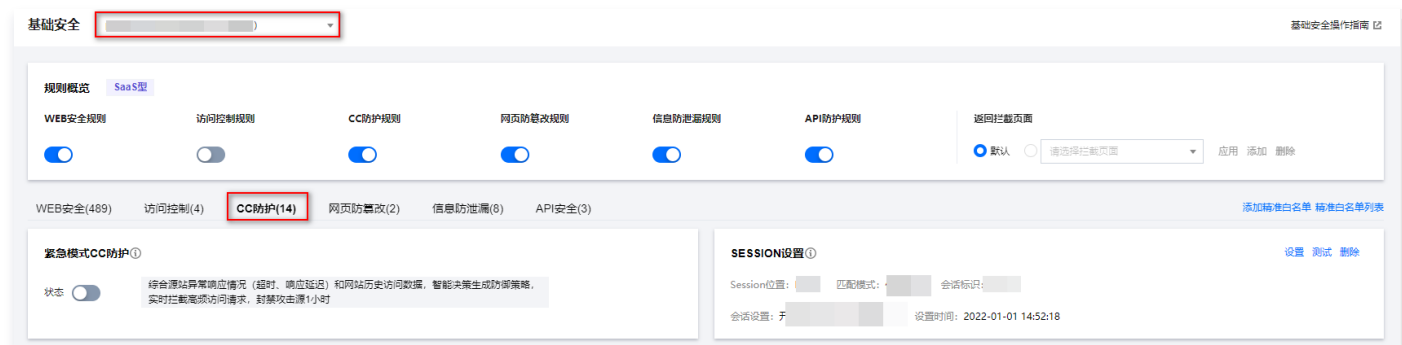 基础安全 ) 基础安全操作指南
规则概览 SaaS型
WEB安全规则 访问控制规则 CC防护规则 网页防篡改规则 信息防泄漏规则 API防护规则 返回拦截页面
默认 请选择拦截页面 应用 添加 删除
WEB安全(489) 访问控制(4) CC防护(14) 网页防篡改(2) 信息防泄漏(8) API安全(3) 添加精准白名单 精准白名单列表
紧急模式CC防护
状态
综合源站异常响应情况（超时、响应延迟）和网站历史访问数据，智能决策生成防御策略，
实时拦截高频访问请求，封禁攻击源1小时
SESSION设置 设置 测试 删除
Session位置： 匹配模式： 会话标识：
会话设置： 设置时间：2022-01-01 14:52:18